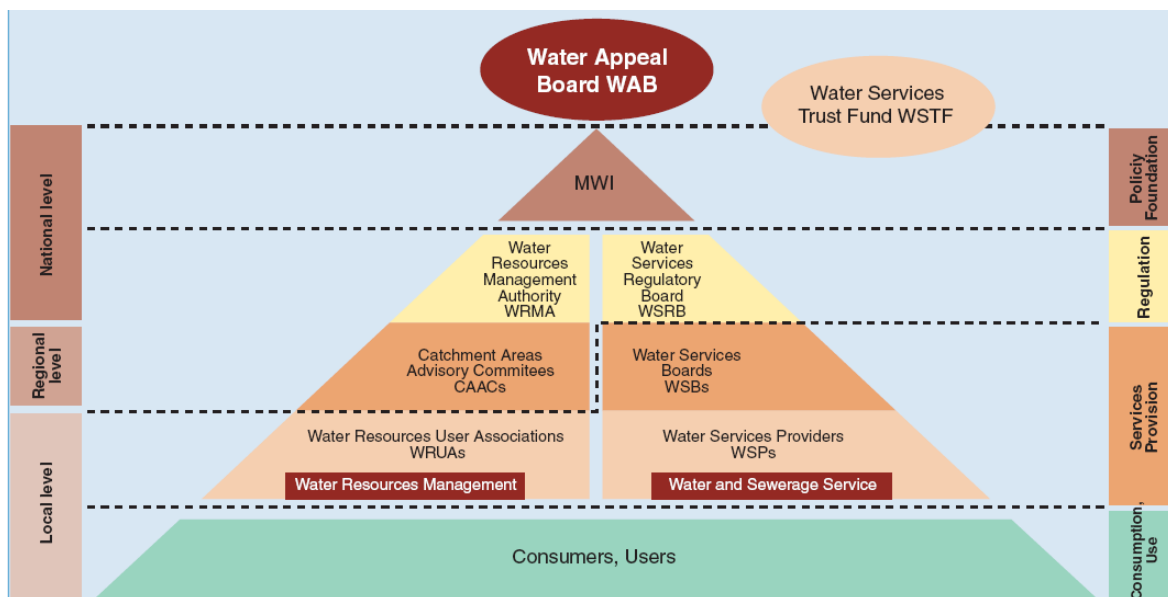 Water Appeal
Board WAB
Water Services
Trust Fund WSTF
National level
MWI
Policiy
Foundation
Water
Resources
Management
Authority
WRMA
Water
Services
Regulatory
Board
WSRB
Regulation
Regional
level
Catchment Areas
Advisory Commitees
CAACs
Water Services
Boards
WSBs
Services
Provision
Local level
Water Resources User Associations
WRUAs
Water Services Providers
WSPs
Water Resources Management
Water and Sewerage Service
Consumers, Users
Consumption,
Use